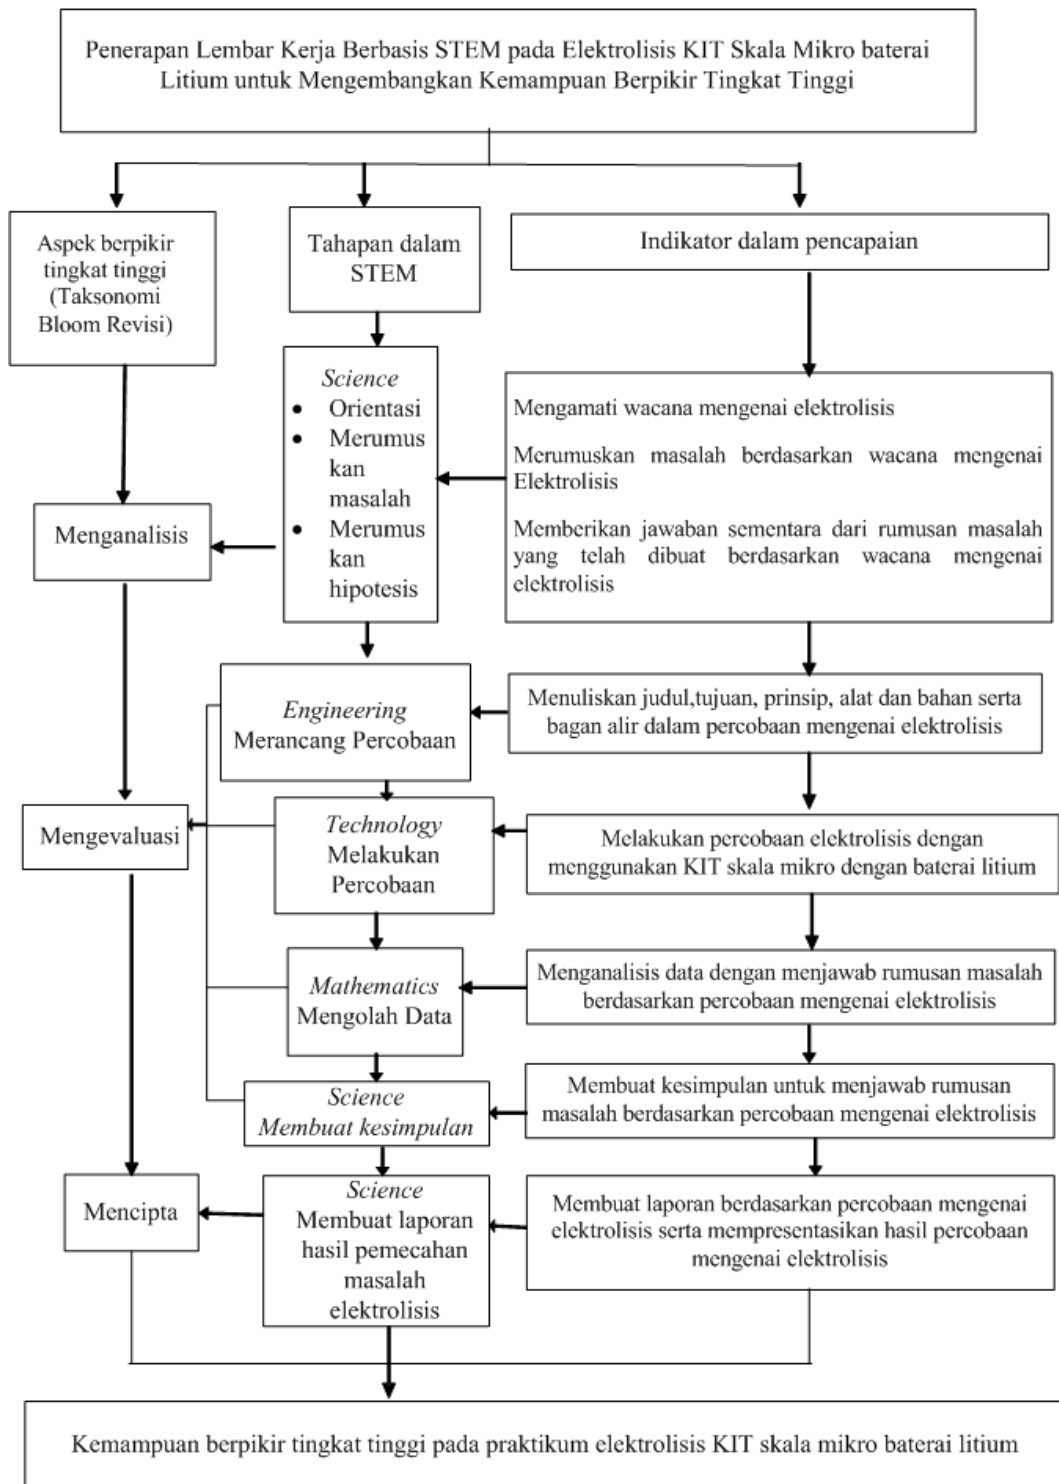 Penerapan Lembar Kerja Berbasis STEM pada Elektrolisis KIT Skala Mikro baterai
Litium untuk Mengembangkan Kemampuan Berpikir Tingkat Tinggi
Aspek berpikir
tingkat tinggi
(Taksonomi
Bloom Revisi)
Tahapan dalam
STEM
Indikator dalam pencapaian
Science
• Orientasi
• Merumus
kan
masalah
• Merumus
kan
hipotesis
Mengamati wacana mengenai elektrolisis
Merumuskan masalah berdasarkan wacana mengenai
Elektrolisis
Memberikan jawaban sementara dari rumusan masalah
yang telah dibuat berdasarkan wacana mengenai
elektrolisis
Menganalisis
Engineering
Merancang Percobaan
Menuliskan judul,tujuan, prinsip, alat dan bahan serta
bagan alir dalam percobaan mengenai elektrolisis
Mengevaluasi
Technology
Melakukan
Percobaan
Melakukan percobaan elektrolisis dengan
menggunakan KIT skala mikro dengan baterai litium
Mathematics
Mengolah Data
Menganalisis data dengan menjawab rumusan masalah
berdasarkan percobaan mengenai elektrolisis
Science
Membuat kesimpulan
Membuat kesimpulan untuk menjawab rumusan
masalah berdasarkan percobaan mengenai elektrolisis
Mencipta
Science
Membuat laporan
hasil pemecahan
masalah
elektrolisis
Membuat laporan berdasarkan percobaan mengenai
elektrolisis serta mempresentasikan hasil percobaan
mengenai elektrolisis
Kemampuan berpikir tingkat tinggi pada praktikum elektrolisis KIT skala mikro baterai litium